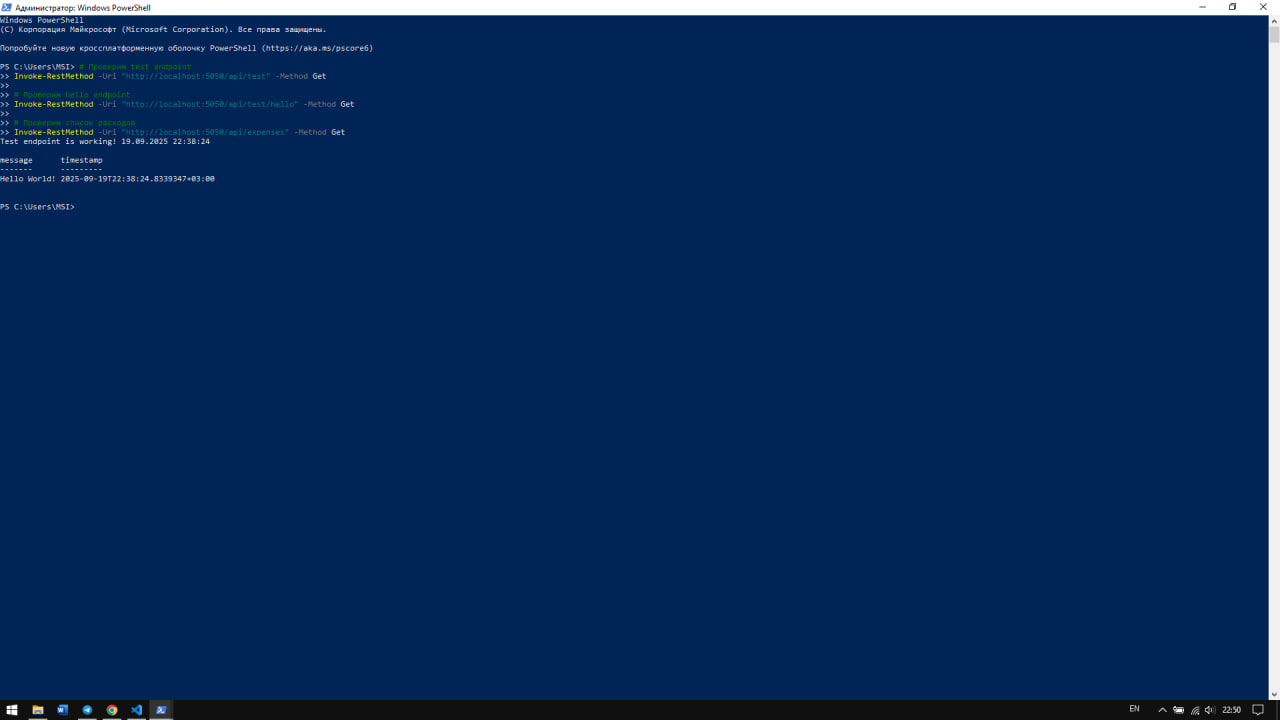 Администратор: Windows PowerShell
Windows PowerShell
(C) Корпорация Майкрософт (Microsoft Corporation). Все права защищены.
Попробуйте новую кроссплатформенную оболочку PowerShell (https://aka.ms/pscore6)
PS C:\Users\MSI> # Проверим test endpoint
>> Invoke-RestMethod -Uri "http://localhost:5050/api/test" -Method Get
>>
>> # Проверим hello endpoint
>> Invoke-RestMethod -Uri "http://localhost:5050/api/test/hello" -Method Get
>>
>> # Проверим список расходов
>> Invoke-RestMethod -Uri "http://localhost:5050/api/expenses" -Method Get
Test endpoint is working! 19.09.2025 22:38:24
message      timestamp
-------      ---------
Hello World! 2025-09-19T22:38:24.8339347+03:00
PS C:\Users\MSI>
EN 22:50